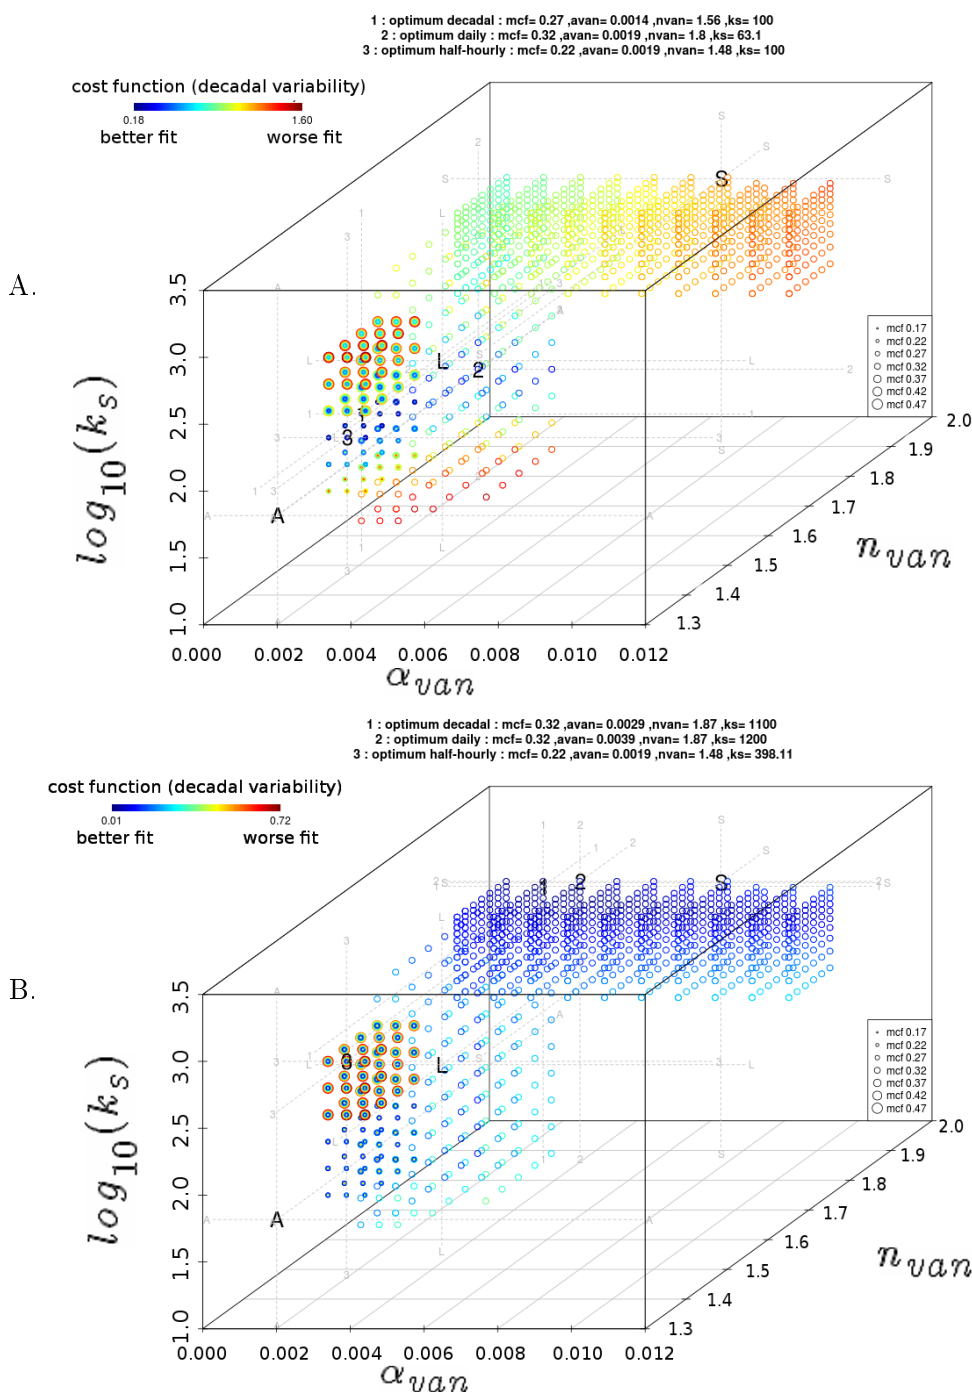 1 : optimum decadal : mcf= 0.27 ,avan= 0.0014 ,nvan= 1.56 ,ks= 100
2 : optimum daily : mcf= 0.32 ,avan= 0.0019 ,nvan= 1.8 ,ks= 63.1
3 : optimum half-hourly : mcf= 0.22 ,avan= 0.0019 ,nvan= 1.48 ,ks= 100
cost function (decadal variability)
0.18 1.60
better fit worse fit
A.
S
L
2
1
3
A
mcf 0.17
mcf 0.22
mcf 0.27
mcf 0.32
mcf 0.37
mcf 0.42
mcf 0.47
log10(ks)
3.5
3.0
2.5
2.0
1.5
1.0
0.000 0.002 0.004 0.006 0.008 0.010 0.012
αvan
2.0
1.9
1.8
1.7
1.6
1.5
1.4
1.3
nvan
1 : optimum decadal : mcf= 0.32 ,avan= 0.0029 ,nvan= 1.87 ,ks= 1100
2 : optimum daily : mcf= 0.32 ,avan= 0.0039 ,nvan= 1.87 ,ks= 1200
3 : optimum half-hourly : mcf= 0.22 ,avan= 0.0019 ,nvan= 1.48 ,ks= 398.11
cost function (decadal variability)
0.01 0.72
better fit worse fit
B.
1 2 S
L
A
mcf 0.17
mcf 0.22
mcf 0.27
mcf 0.32
mcf 0.37
mcf 0.42
mcf 0.47
log10(ks)
3.5
3.0
2.5
2.0
1.5
1.0
0.000 0.002 0.004 0.006 0.008 0.010 0.012
αvan
2.0
1.9
1.8
1.7
1.6
1.5
1.4
1.3
nvan